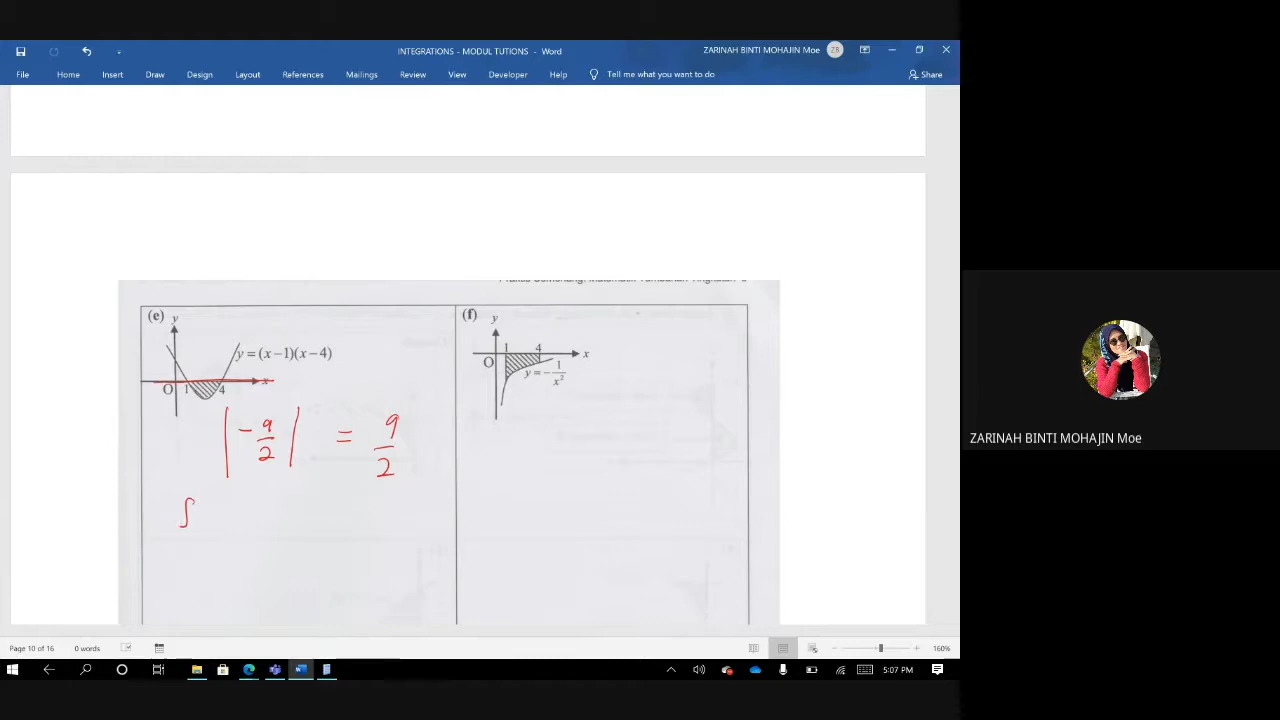 INTEGRATIONS - MODUL TUTIONS - Word
ZARINAH BINTI MOHAJIN Moe
ZB
File Home Insert Draw Design Layout References Mailings Review View Developer Help Tell me what you want to do
Share
(e) y
y = (x – 1)(x – 4)
O 1 4 x
|-9/2| = 9/2
∫
(f) y
1 4 x
O
y = – 1/x²
ZARINAH BINTI MOHAJIN Moe
Page 10 of 16 0 words
160%
5:07 PM